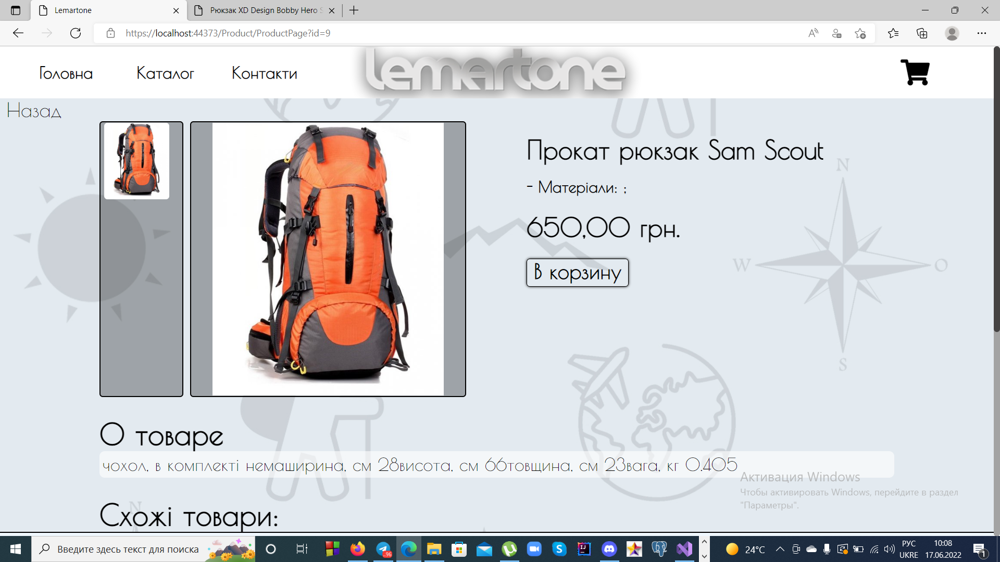 Lemartone
Рюкзак XD Design Bobby Hero S
https://localhost:44373/Product/ProductPage?id=9
Головна
Каталог
Контакти
lemartone
Назад
Прокат рюкзак Sam Scout
- Матеріали: ;
650,00 грн.
В корзину
N
W
O
S
О товаре
чохол, в комплекті немаширина, см 28висота, см 66товщина, см 23вага, кг 0.405
Активация Windows
Чтобы активировать Windows, перейдите в раздел
"Параметры".
N
Схожі товари:
Введите здесь текст для поиска
..96
24°C
РУС
UKRE
10:08
17.06.2022
1